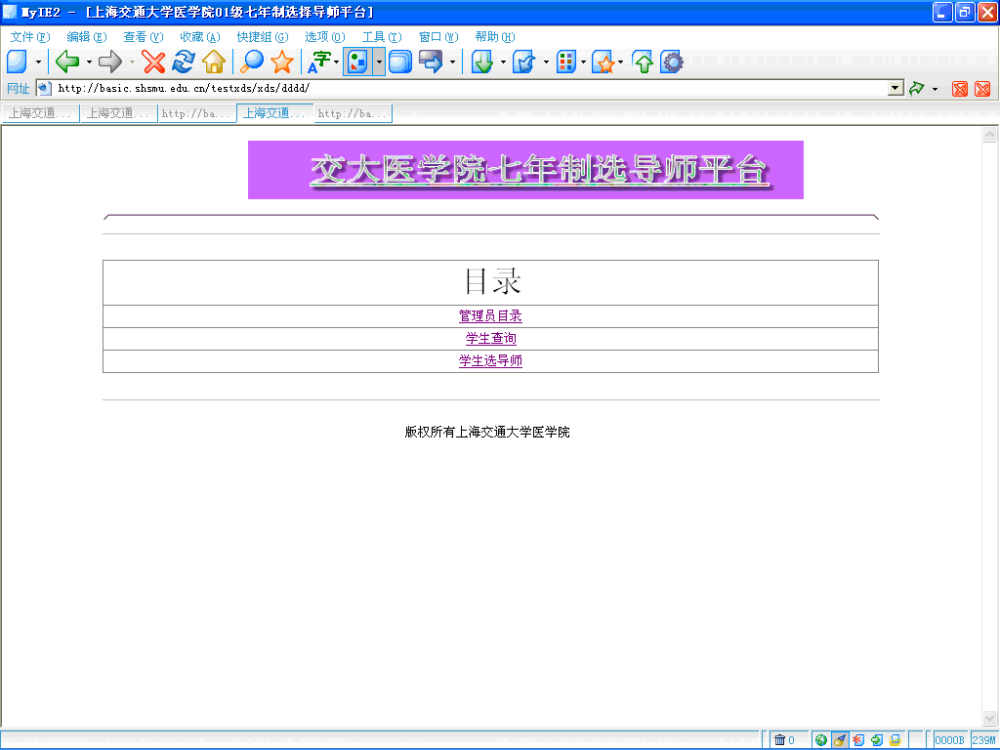 MyIE2 - [上海交通大学医学院01级七年制选择导师平台]
文件(F) 编辑(E) 查看(V) 收藏(A) 快捷组(G) 选项(O) 工具(T) 窗口(W) 帮助(H)
A字
网址 http://basic.shsmu.edu.cn/testxds/xds/dddd/
上海交通... 上海交通... http://ba... 上海交通... http://ba...
交大医学院七年制选导师平台
目录
管理员目录
学生查询
学生选导师
版权所有上海交通大学医学院
0 0000B 239M